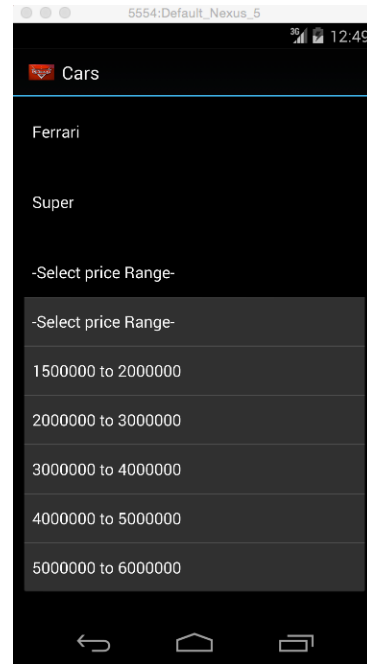 5554:Default_Nexus_5
3G 12:49
Cars
Ferrari
Super
-Select price Range-
-Select price Range-
1500000 to 2000000
2000000 to 3000000
3000000 to 4000000
4000000 to 5000000
5000000 to 6000000